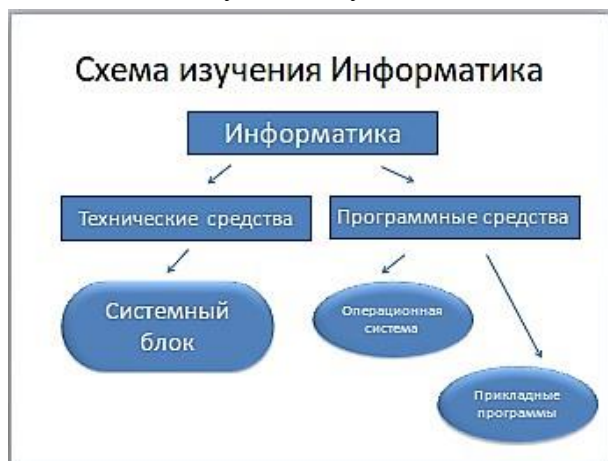 Схема изучения Информатика
Информатика
Технические средства
Программные средства
Системный
блок
Операционная
система
Прикладные
программы